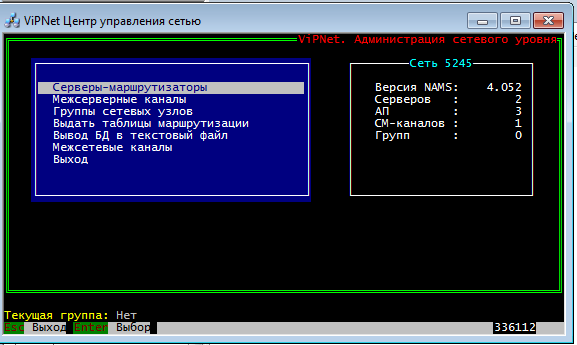 ViPNet Центр управления сетью
ViPNet. Администрация сетевого уровня
Серверы-маршрутизаторы
Межсерверные каналы
Группы сетевых узлов
Выдать таблицы маршрутизации
Вывод БД в текстовый файл
Межсетевые каналы
Выход
Сеть 5245
Версия NAMS: 4.052
Серверов : 2
АП : 3
СМ-каналов : 1
Групп : 0
Текущая группа: Нет
Esc Выход Enter Выбор 336112